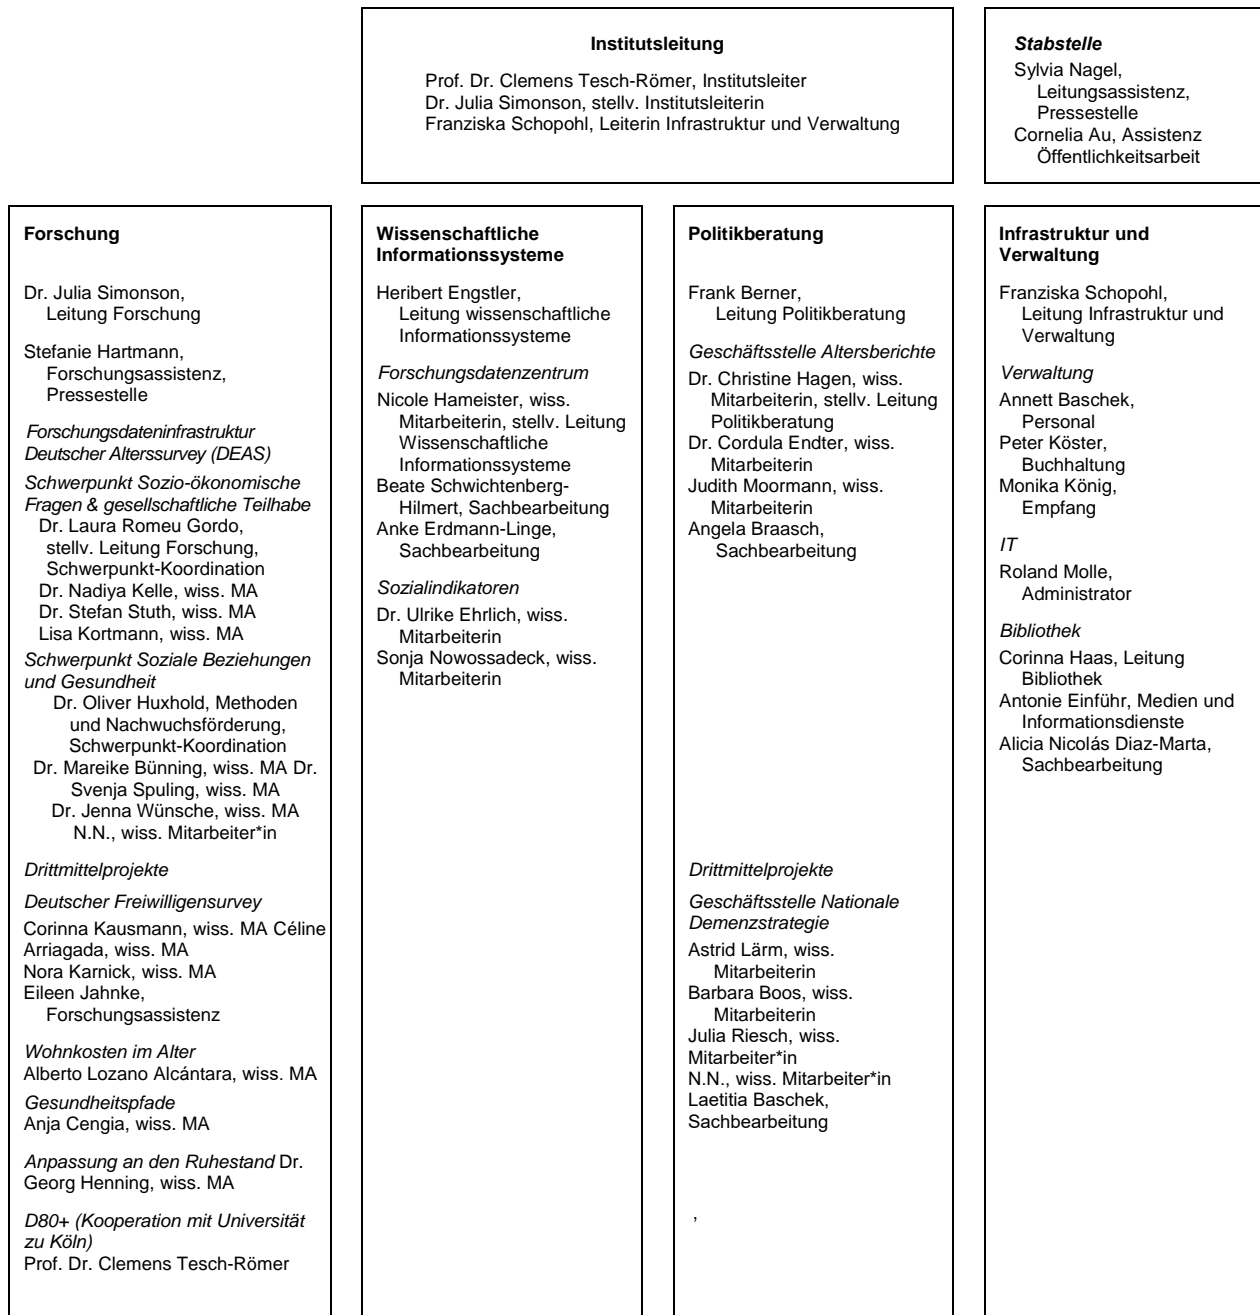 Institutsleitung
Prof. Dr. Clemens Tesch-Römer, Institutsleiter
Dr. Julia Simonson, stellv. Institutsleiterin
Franziska Schopohl, Leiterin Infrastruktur und Verwaltung
Stabstelle
Sylvia Nagel,
Leitungsassistenz,
Pressestelle
Cornelia Au, Assistenz
Öffentlichkeitsarbeit
Forschung
Dr. Julia Simonson,
Leitung Forschung
Stefanie Hartmann,
Forschungsassistenz,
Pressestelle
Forschungsdateninfrastruktur
Deutscher Alterssurvey (DEAS)
Schwerpunkt Sozio-ökonomische
Fragen & gesellschaftliche Teilhabe
Dr. Laura Romeu Gordo,
stellv. Leitung Forschung,
Schwerpunkt-Koordination
Dr. Nadiya Kelle, wiss. MA
Dr. Stefan Stuth, wiss. MA
Lisa Kortmann, wiss. MA
Schwerpunkt Soziale Beziehungen
und Gesundheit
Dr. Oliver Huxhold, Methoden
und Nachwuchsförderung,
Schwerpunkt-Koordination
Dr. Mareike Bünning, wiss. MA Dr.
Svenja Spuling, wiss. MA
Dr. Jenna Wünsche, wiss. MA
N.N., wiss. Mitarbeiter*in
Drittmittelprojekte
Deutscher Freiwilligensurvey
Corinna Kausmann, wiss. MA Céline
Arriagada, wiss. MA
Nora Karnick, wiss. MA
Eileen Jahnke,
Forschungsassistenz
Wohnkosten im Alter
Alberto Lozano Alcántara, wiss. MA
Gesundheitspfade
Anja Cengia, wiss. MA
Anpassung an den Ruhestand Dr.
Georg Henning, wiss. MA
D80+ (Kooperation mit Universität
zu Köln)
Prof. Dr. Clemens Tesch-Römer
Wissenschaftliche
Informationssysteme
Heribert Engstler,
Leitung wissenschaftliche
Informationssysteme
Forschungsdatenzentrum
Nicole Hameister, wiss.
Mitarbeiterin, stellv. Leitung
Wissenschaftliche
Informationssysteme
Beate Schwichtenberg-
Hilmert, Sachbearbeitung
Anke Erdmann-Linge,
Sachbearbeitung
Sozialindikatoren
Dr. Ulrike Ehrlich, wiss.
Mitarbeiterin
Sonja Nowossadeck, wiss.
Mitarbeiterin
Politikberatung
Frank Berner,
Leitung Politikberatung
Geschäftsstelle Altersberichte
Dr. Christine Hagen, wiss.
Mitarbeiterin, stellv. Leitung
Politikberatung
Dr. Cordula Endter, wiss.
Mitarbeiterin
Judith Moormann, wiss.
Mitarbeiterin
Angela Braasch,
Sachbearbeitung
Drittmittelprojekte
Geschäftsstelle Nationale
Demenzstrategie
Astrid Lärm, wiss.
Mitarbeiterin
Barbara Boos, wiss.
Mitarbeiterin
Julia Riesch, wiss.
Mitarbeiter*in
N.N., wiss. Mitarbeiter*in
Laetitia Baschek,
Sachbearbeitung
,
Infrastruktur und
Verwaltung
Franziska Schopohl,
Leitung Infrastruktur und
Verwaltung
Verwaltung
Annett Baschek,
Personal
Peter Köster,
Buchhaltung
Monika König,
Empfang
IT
Roland Molle,
Administrator
Bibliothek
Corinna Haas, Leitung
Bibliothek
Antonie Einführ, Medien und
Informationsdienste
Alicia Nicolás Diaz-Marta,
Sachbearbeitung